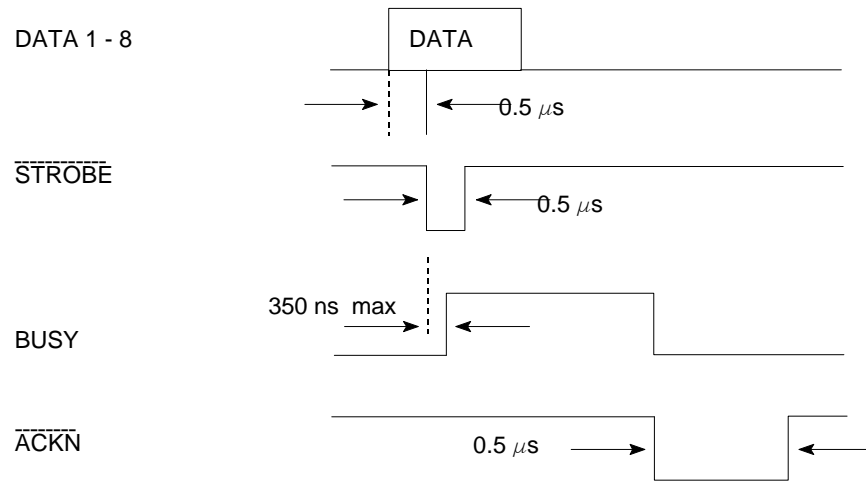 DATA 1 - 8
DATA
0.5 μs
STROBE
0.5 μs
350 ns max
BUSY
ACKN
0.5 μs